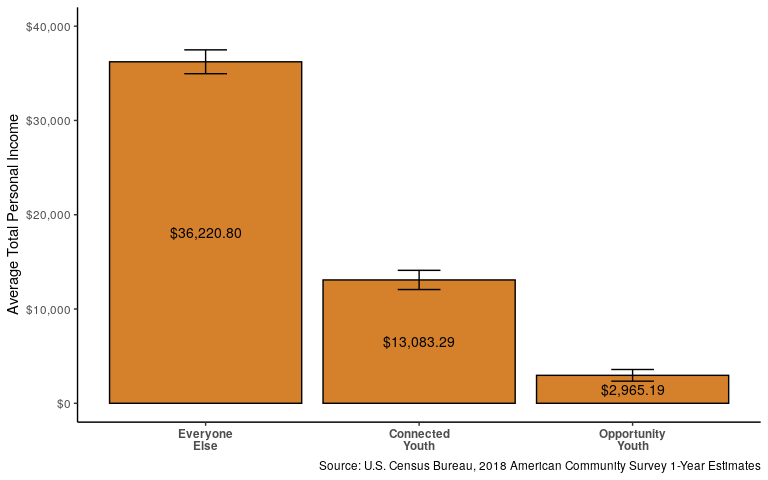 Average Total Personal Income
$40,000
$30,000
$20,000
$10,000
$0
$36,220.80
$13,083.29
$2,965.19
Everyone
Else
Connected
Youth
Opportunity
Youth
Source: U.S. Census Bureau, 2018 American Community Survey 1-Year Estimates